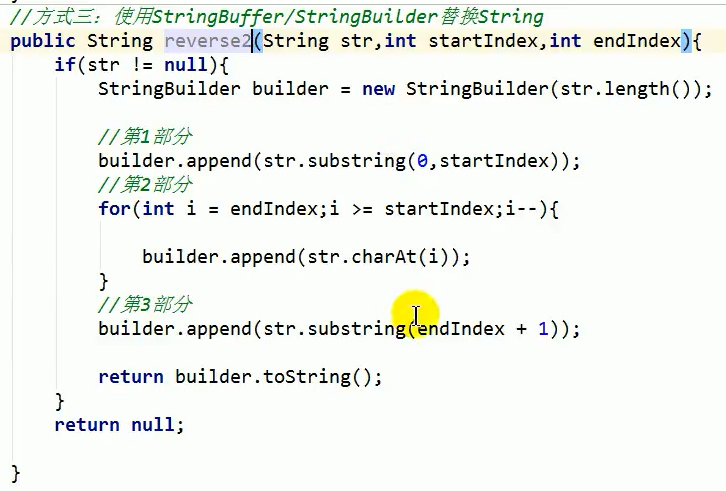 //方式三：使用StringBuffer/StringBuilder替换String
public String reverse2(String str,int startIndex,int endIndex){
if(str != null){
StringBuilder builder = new StringBuilder(str.length());
//第1部分
builder.append(str.substring(0,startIndex));
//第2部分
for(int i = endIndex;i >= startIndex;i--){
builder.append(str.charAt(i));
}
//第3部分
builder.append(str.substring(endIndex + 1));
return builder.toString();
}
return null;
}